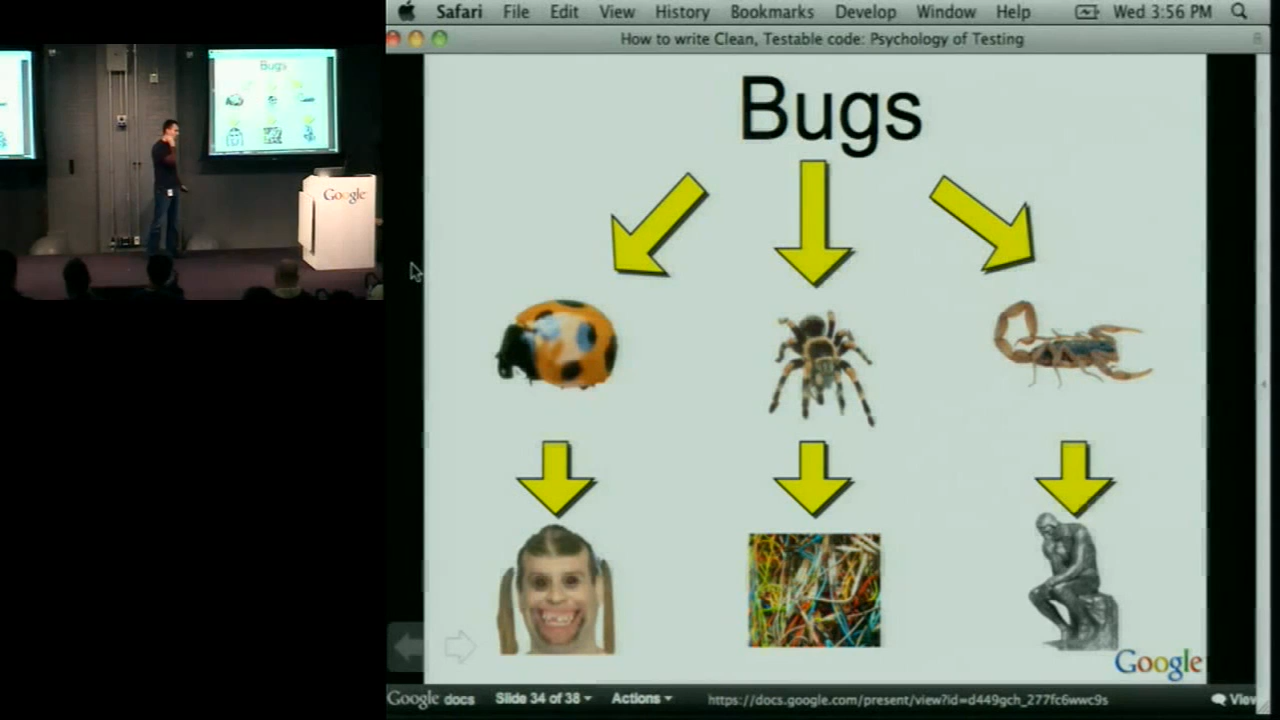 Safari File Edit View History Bookmarks Develop Window Help Wed 3:56 PM
How to write Clean, Testable code: Psychology of Testing
Bugs
Bugs
Google
Google
Google docs Slide 34 of 38 Actions https://docs.google.com/present/view?id=d449gch_277fc6wwc9s View